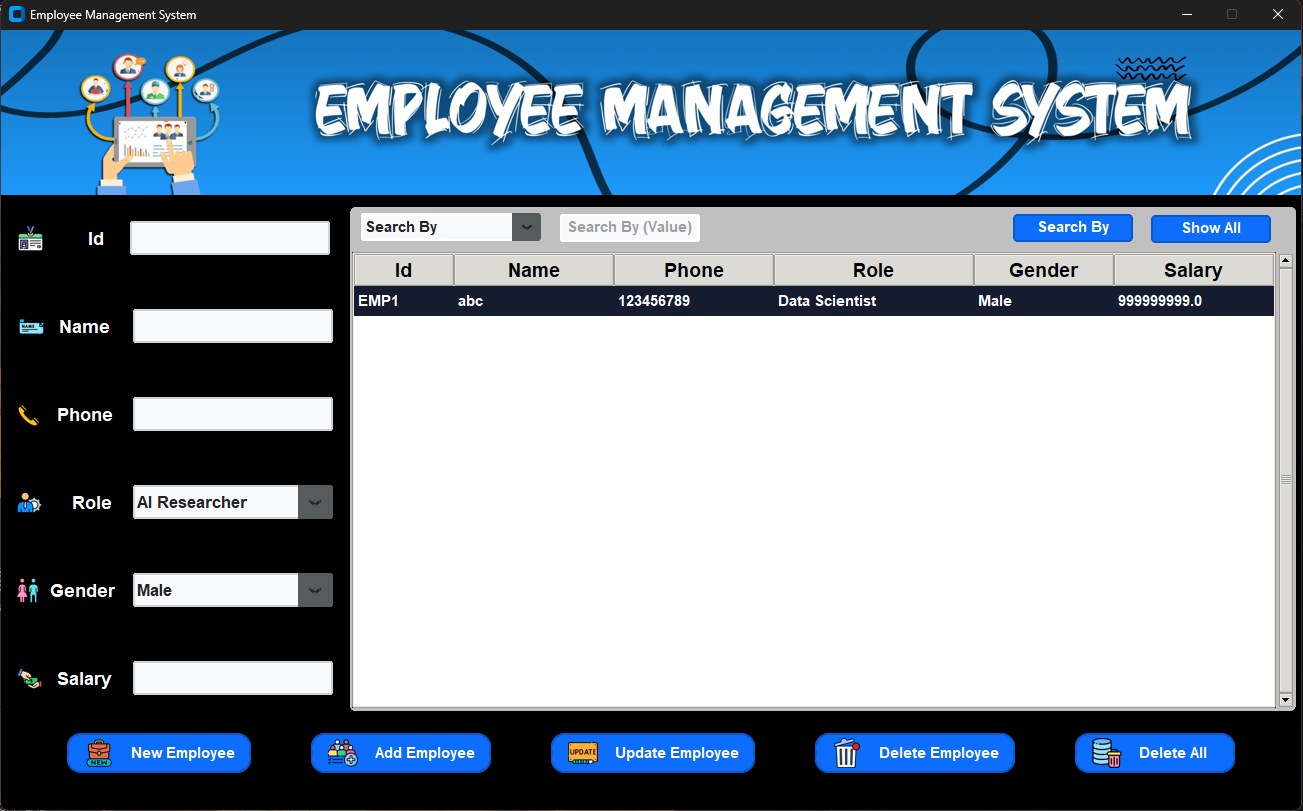 Employee Management System
EMPLOYEE MANAGEMENT SYSTEM
Id
Name
Phone
Role AI Researcher
Gender Male
Salary
Search By Search By (Value) Search By Show All
Id Name Phone Role Gender Salary
EMP1 abc 123456789 Data Scientist Male 999999999.0
NAME
NEW New Employee Add Employee UPDATE Update Employee Delete Employee Delete All